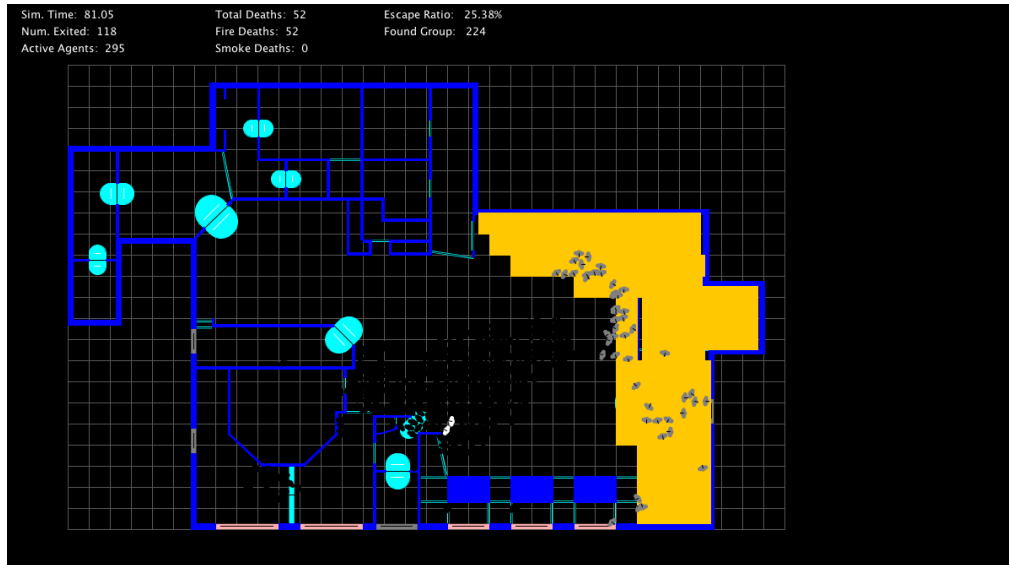 Sim. Time: 81.05 Total Deaths: 52 Escape Ratio: 25.38%
Num. Exited: 118 Fire Deaths: 52 Found Group: 224
Active Agents: 295 Smoke Deaths: 0